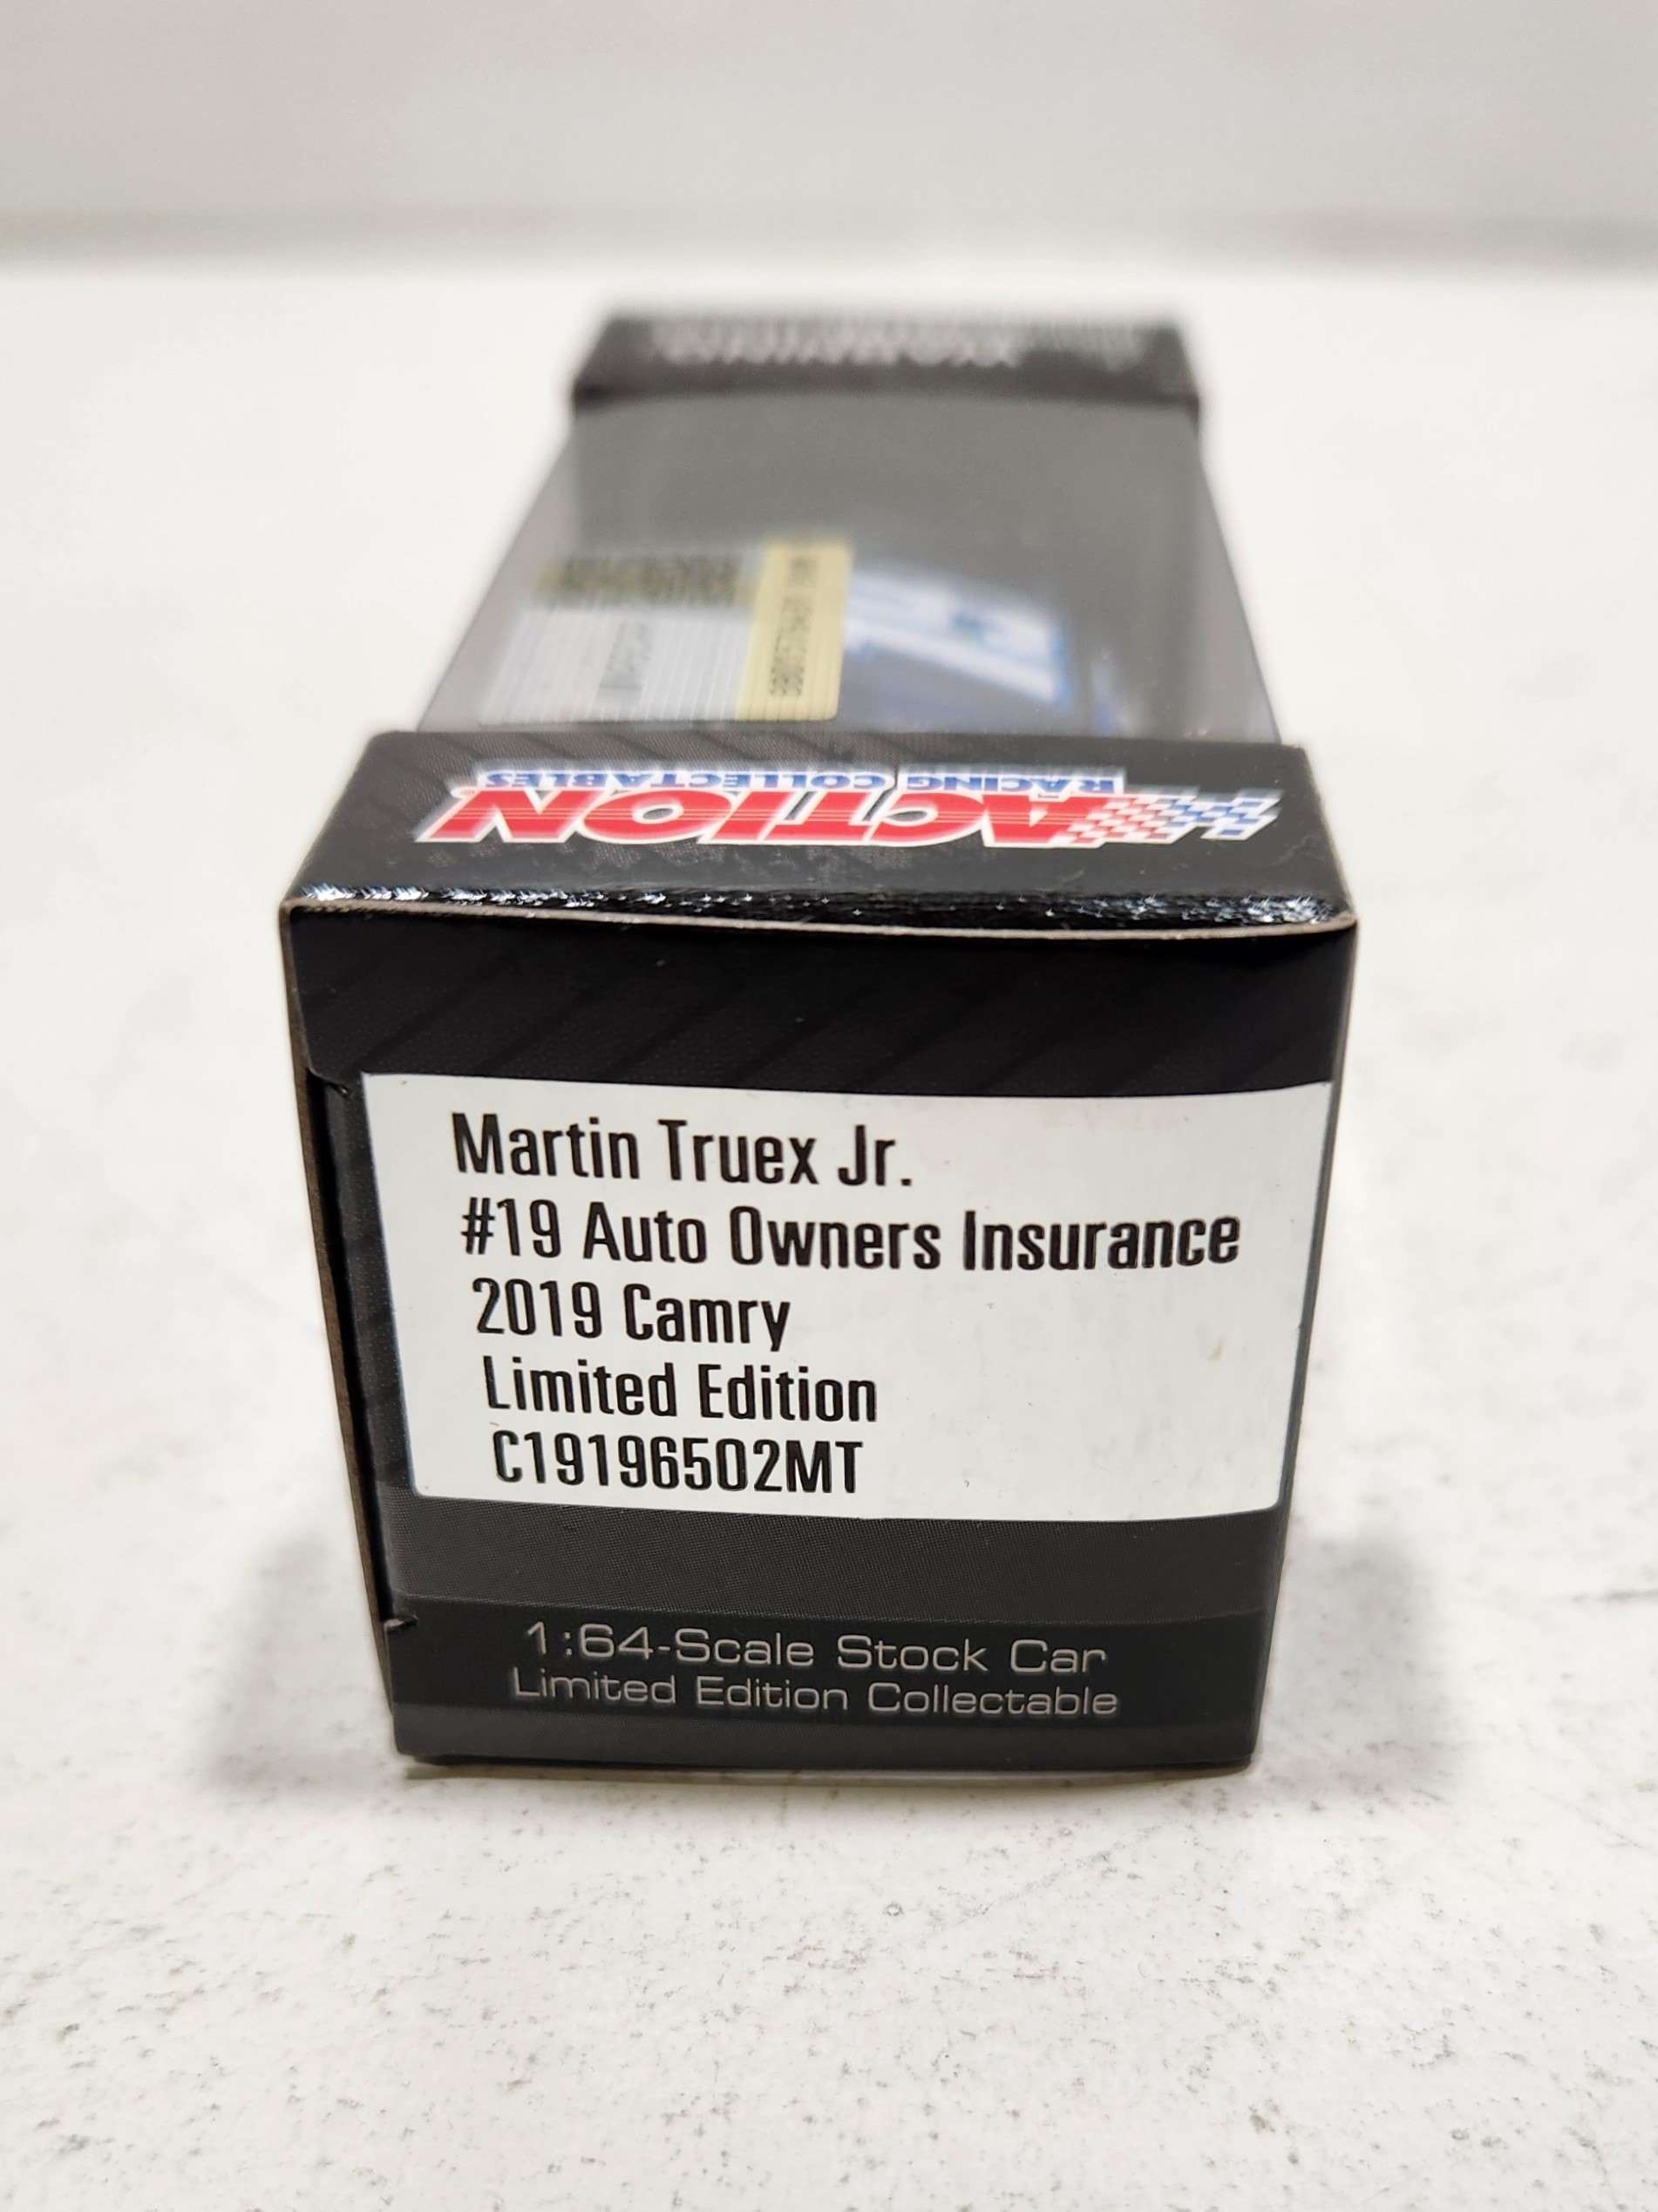 ACTION
RACING COLLECTABLES
Martin Truex Jr.
#19 Auto Owners Insurance
2019 Camry
Limited Edition
C19196502MT
1:64-Scale Stock Car
Limited Edition Collectable